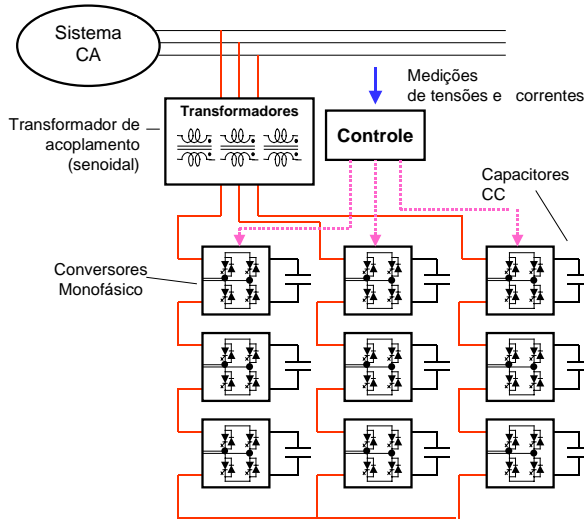 Sistema
CA
Medições
de tensões e correntes
Transformadores
Transformador de
acoplamento
(senoidal)
Controle
Capacitores
CC
Conversores
Monofásico